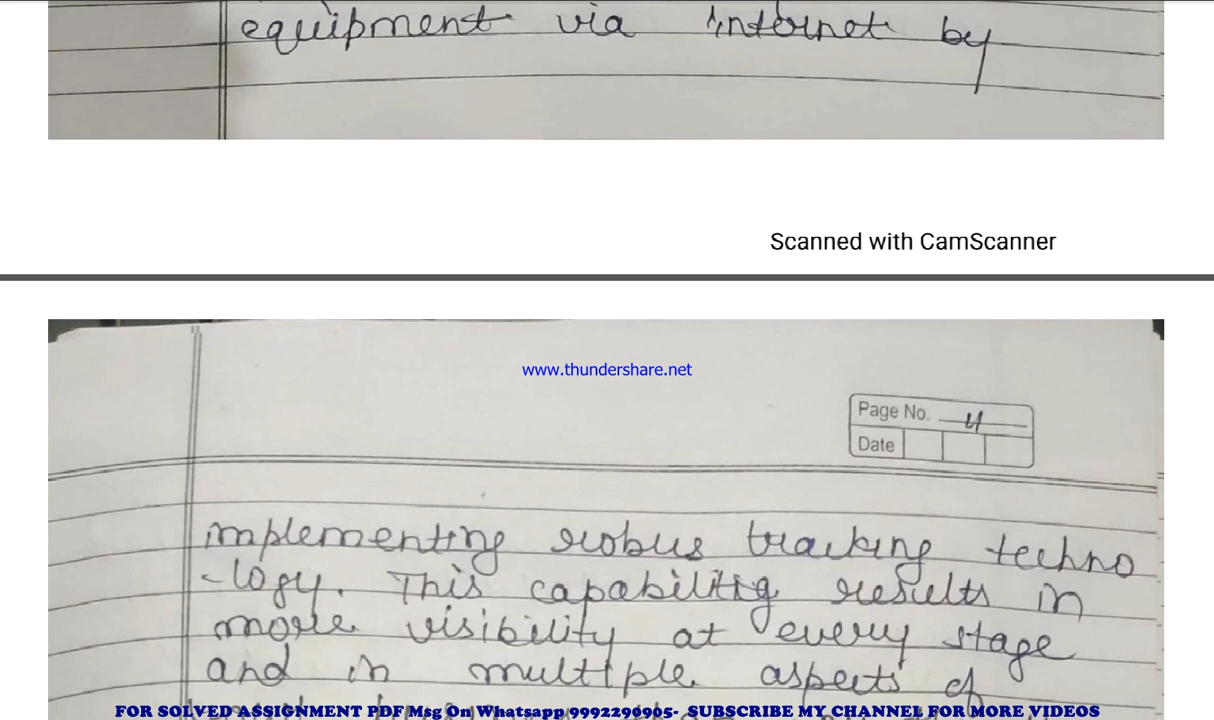 equipment via internet by
Scanned with CamScanner
www.thundershare.net
Page No. 4
Date
implementing robus tracking techno
-logy. This capability results in
more visibility at every stage
and in multiple aspects of
FOR SOLVED ASSIGNMENT PDF Msg On Whatsapp 9992290905- SUBSCRIBE MY CHANNEL FOR MORE VIDEOS